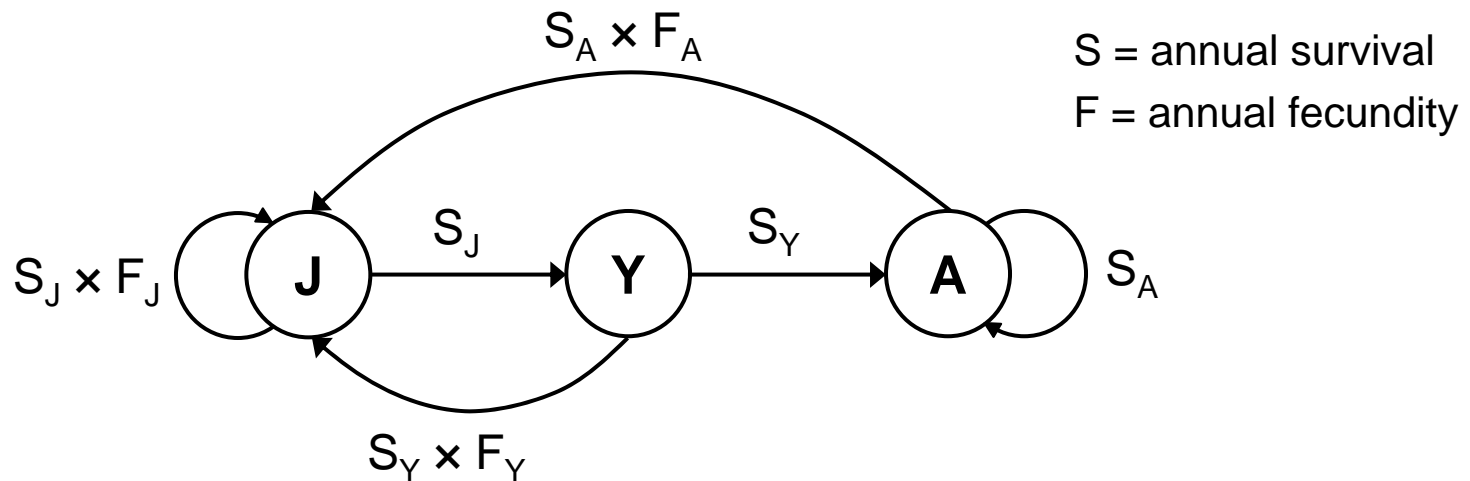 S_A × F_A
S = annual survival
F = annual fecundity
S_J
S_Y
S_J × F_J
J
Y
A
S_A
S_Y × F_Y